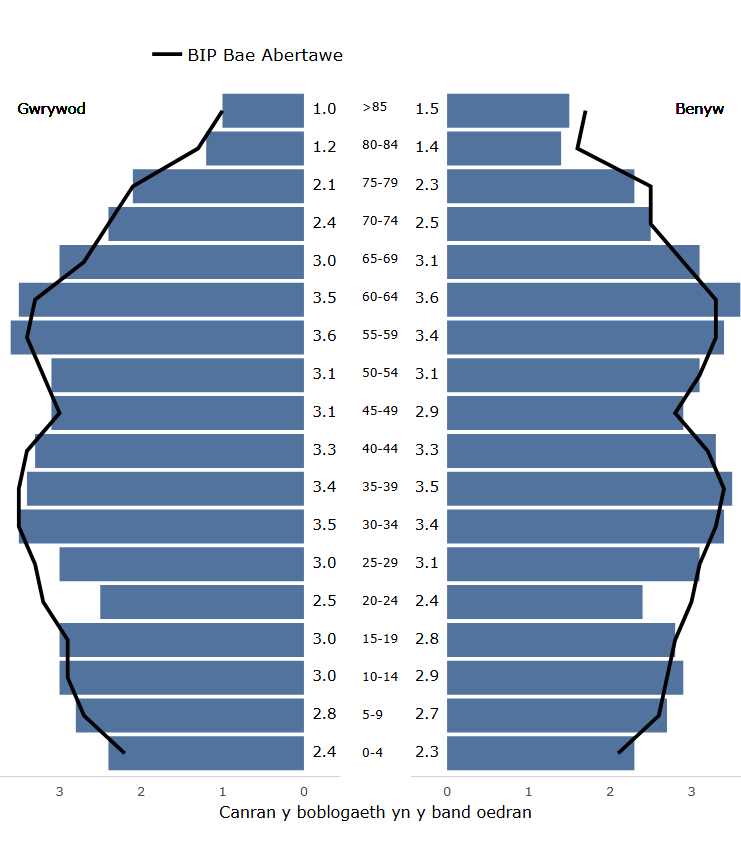 BIP Bae Abertawe
Gwrywod
Benyw
1.0 >85 1.5
1.2 80-84 1.4
2.1 75-79 2.3
2.4 70-74 2.5
3.0 65-69 3.1
3.5 60-64 3.6
3.6 55-59 3.4
3.1 50-54 3.1
3.1 45-49 2.9
3.3 40-44 3.3
3.4 35-39 3.5
3.5 30-34 3.4
3.0 25-29 3.1
2.5 20-24 2.4
3.0 15-19 2.8
3.0 10-14 2.9
2.8 5-9 2.7
2.4 0-4 2.3
3 2 1 0 0 1 2 3
Canran y boblogaeth yn y band oedran